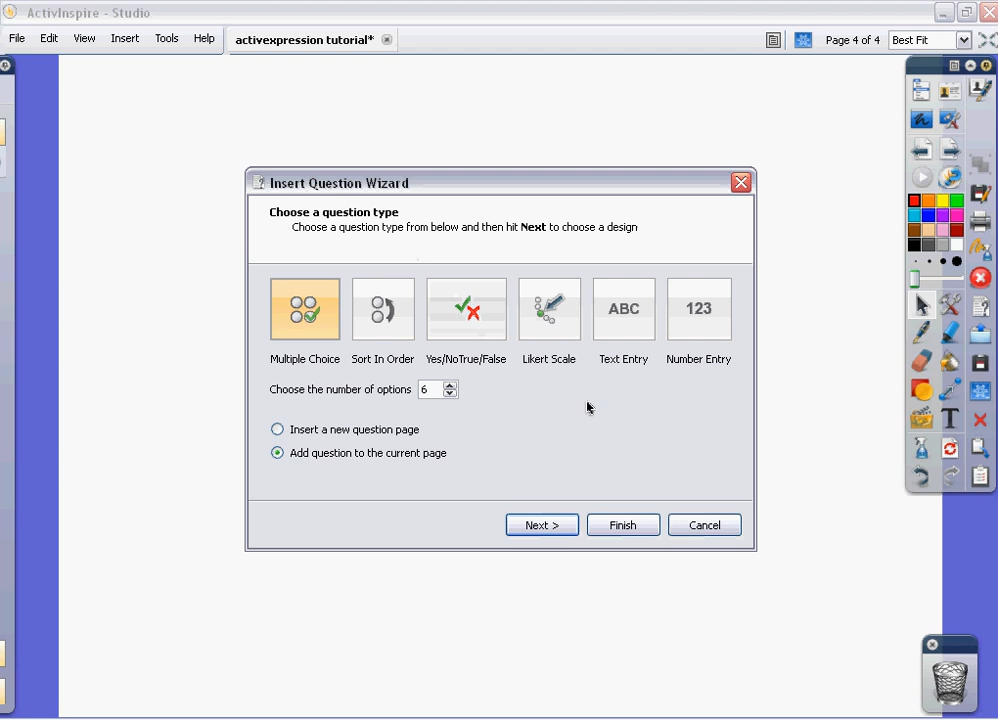 ActivInspire - Studio
File Edit View Insert Tools Help activexpression tutorial* Page 4 of 4 Best Fit
Insert Question Wizard
Choose a question type
Choose a question type from below and then hit Next to choose a design
ABC 123
Multiple Choice Sort In Order Yes/NoTrue/False Likert Scale Text Entry Number Entry
Choose the number of options 6
Insert a new question page
Add question to the current page
Next > Finish Cancel
T